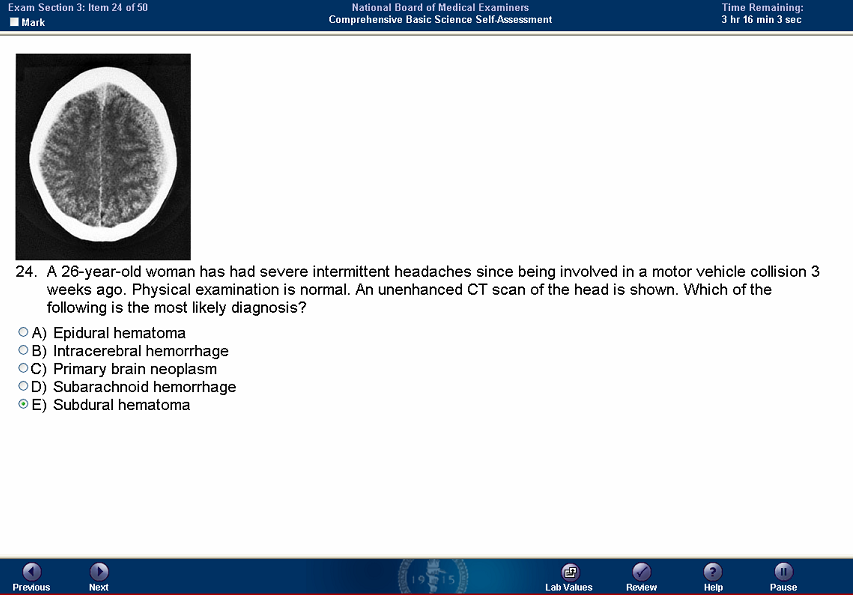 Exam Section 3: Item 24 of 50
National Board of Medical Examiners
Time Remaining:
Mark
Comprehensive Basic Science Self-Assessment
3 hr 16 min 3 sec
24. A 26-year-old woman has had severe intermittent headaches since being involved in a motor vehicle collision 3
weeks ago. Physical examination is normal. An unenhanced CT scan of the head is shown. Which of the
following is the most likely diagnosis?
A) Epidural hematoma
B) Intracerebral hemorrhage
C) Primary brain neoplasm
D) Subarachnoid hemorrhage
E) Subdural hematoma
1915
Previous
Next
Lab Values
Review
Help
Pause